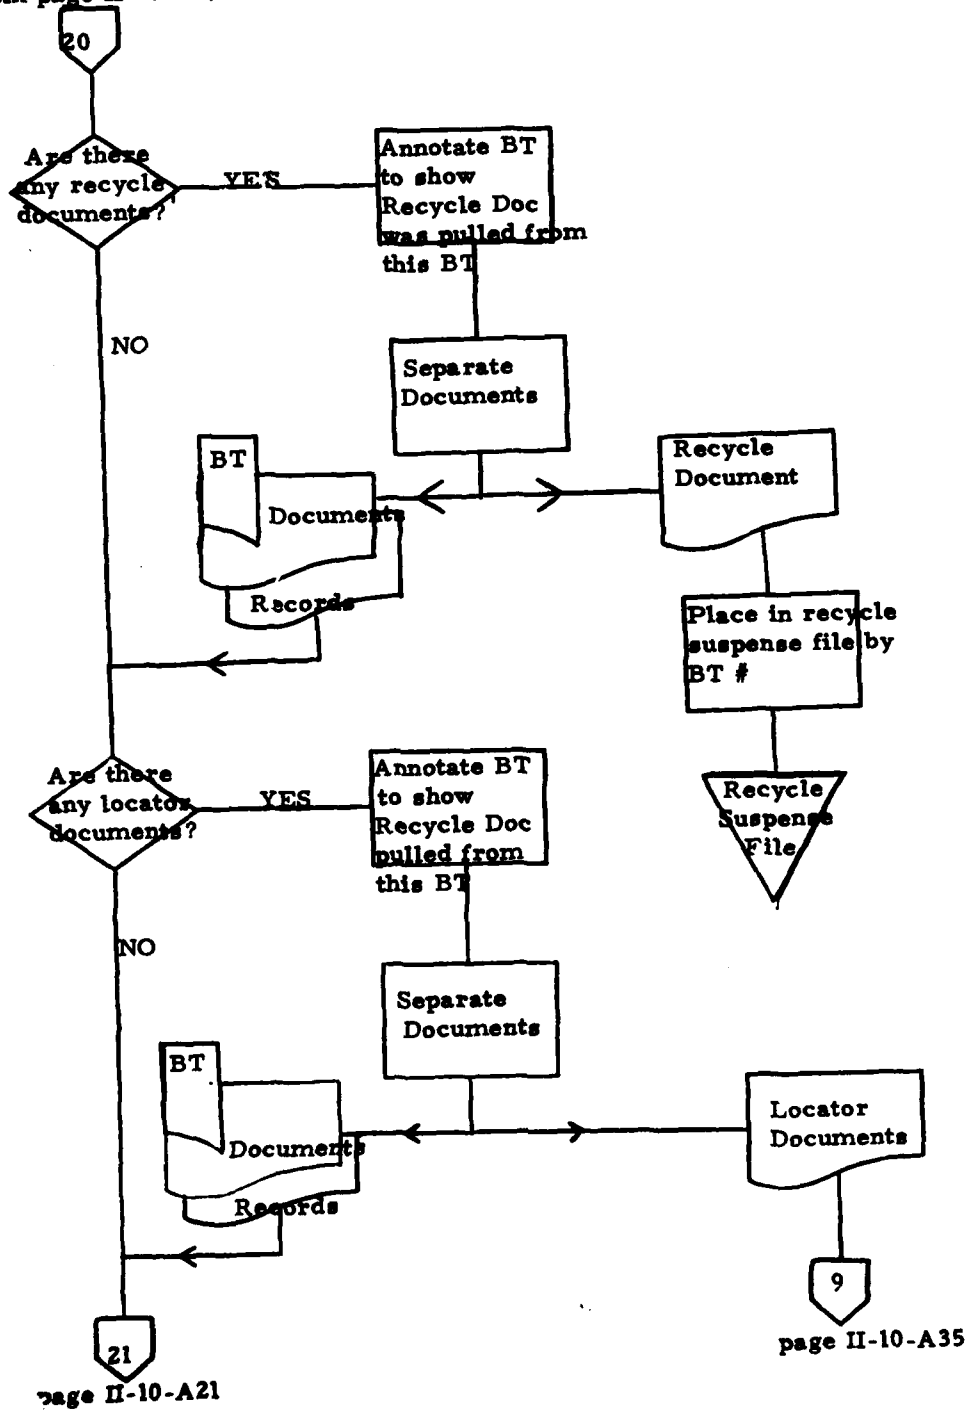 page II
20
Are there
any recycle
documents?
YES
Annotate BT
to show
Recycle Doc
was pulled from
this BT
NO
Separate
Documents
BT
Documents
Records
Recycle
Document
Place in recycle
suspense file by
BT #
Recycle
Suspense
File
Are there
any locator
documents?
YES
Annotate BT
to show
Recycle Doc
pulled from
this BT
NO
Separate
Documents
BT
Documents
Records
Locator
Documents
9
page II-10-A35
21
page II-10-A21